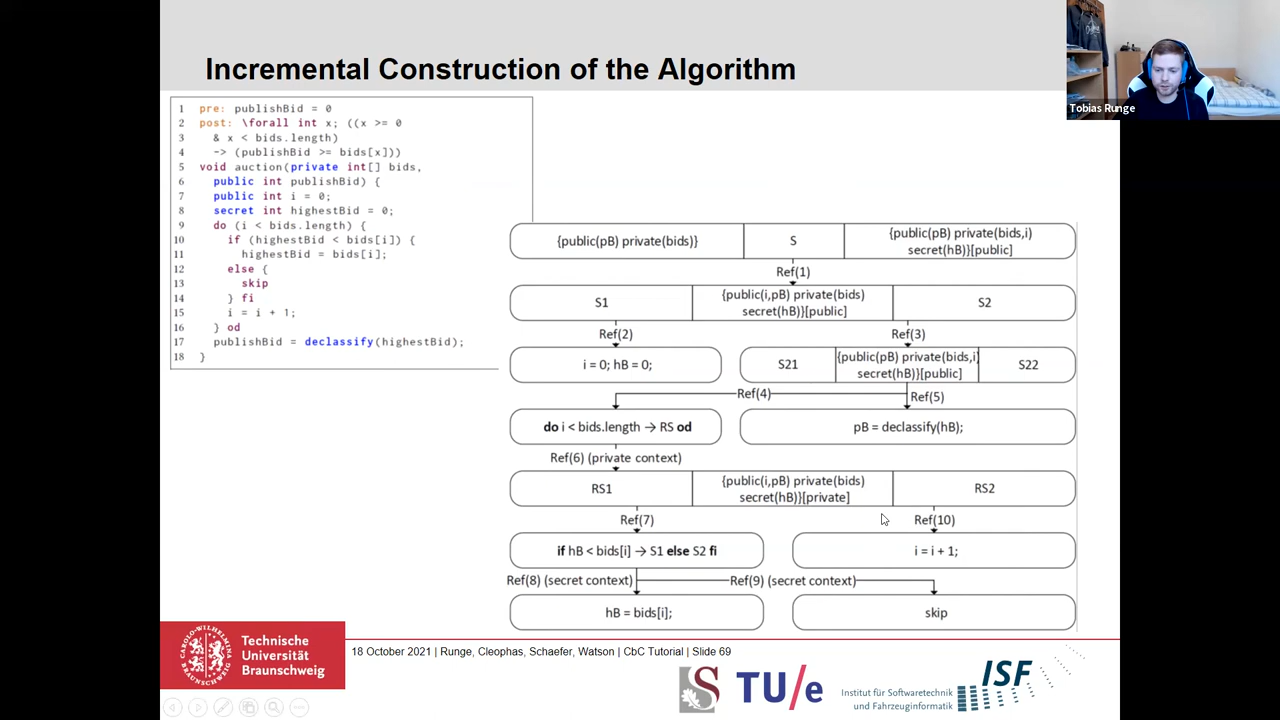 Incremental Construction of the Algorithm
Tobias Runge
1 pre: publishBid = 0
2 post: \forall int x; ((x >= 0
3 & x < bids.length)
4 -> (publishBid >= bids[x]))
5 void auction(private int[] bids,
6 public int publishBid) {
7 public int i = 0;
8 secret int highestBid = 0;
9 do (i < bids.length) {
10 if (highestBid < bids[i]) {
11 highestBid = bids[i];
12 else {
13 skip
14 } fi
15 i = i + 1;
16 } od
17 publishBid = declassify(highestBid);
18 }
{public(pB) private(bids)}
S
{public(pB) private(bids,i)
secret(hB)}[public]
Ref(1)
S1
{public(i,pB) private(bids)
secret(hB)}[public]
S2
Ref(2)
Ref(3)
i = 0; hB = 0;
S21
{public(pB) private(bids,i)
secret(hB)}[public]
S22
Ref(4)
Ref(5)
do i < bids.length → RS od
pB = declassify(hB);
Ref(6) (private context)
RS1
{public(i,pB) private(bids)
secret(hB)}[private]
RS2
Ref(7)
Ref(10)
if hB < bids[i] → S1 else S2 fi
i = i + 1;
Ref(8) (secret context)
Ref(9) (secret context)
hB = bids[i];
skip
Technische
Universität
Braunschweig
18 October 2021 | Runge, Cleophas, Schaefer, Watson | CbC Tutorial | Slide 69
S
TU/e
Institut für Softwaretechnik
und Fahrzeuginformatik
ISF